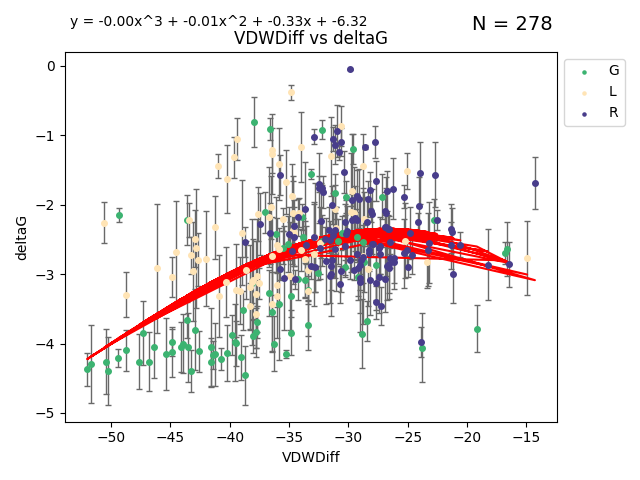 y = -0.00x^3 + -0.01x^2 + -0.33x + -6.32
N = 278
VDWDiff vs deltaG
G
L
R
deltaG
0
−1
−2
−3
−4
−5
−50 −45 −40 −35 −30 −25 −20 −15
VDWDiff